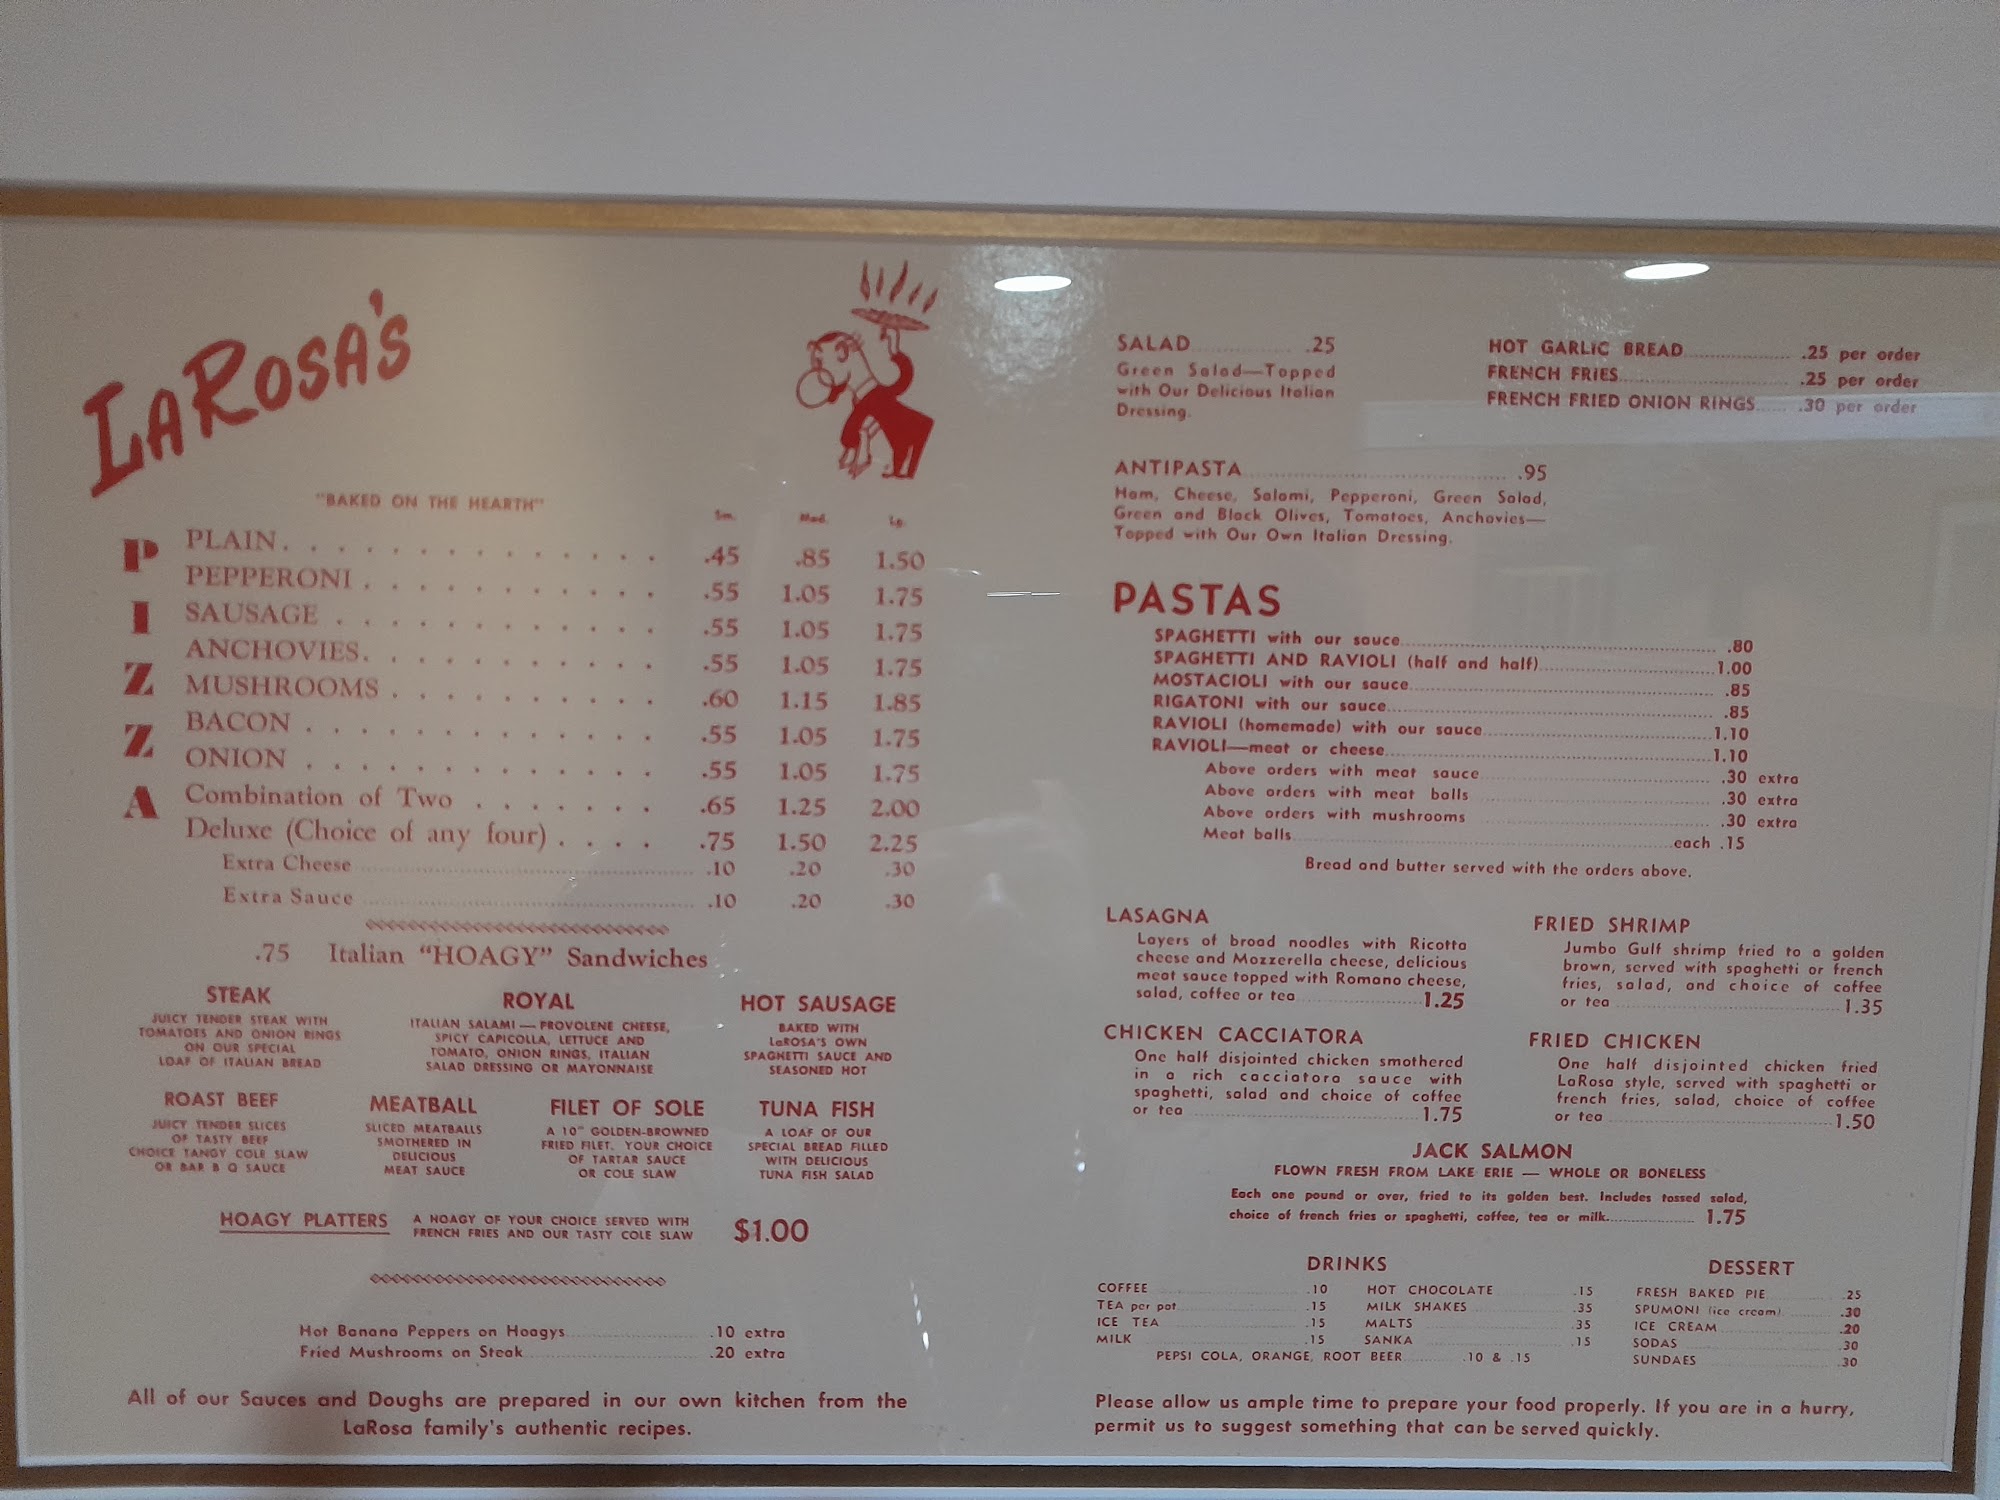 LaRosa's
"BAKED ON THE HEARTH"
Sm. Med. Lg.
PIZZA
PLAIN .45 .85 1.50
PEPPERONI .55 1.05 1.75
SAUSAGE .55 1.05 1.75
ANCHOVIES .55 1.05 1.75
MUSHROOMS .60 1.15 1.85
BACON .55 1.05 1.75
ONION .55 1.05 1.75
Combination of Two .65 1.25 2.00
Deluxe (Choice of any four) .75 1.50 2.25
Extra Cheese .10 .20 .30
Extra Sauce .10 .20 .30
.75 Italian "HOAGY" Sandwiches
STEAK
JUICY TENDER STEAK WITH
TOMATOES AND ONION RINGS
ON OUR SPECIAL
LOAF OF ITALIAN BREAD
ROYAL
ITALIAN SALAMI — PROVOLENE CHEESE,
SPICY CAPICOLLA, LETTUCE AND
TOMATO, ONION RINGS, ITALIAN
SALAD DRESSING OR MAYONNAISE
HOT SAUSAGE
BAKED WITH
LaROSA'S OWN
SPAGHETTI SAUCE AND
SEASONED HOT
ROAST BEEF
JUICY TENDER SLICES
OF TASTY BEEF
CHOICE TANGY COLE SLAW
OR BAR B Q SAUCE
MEATBALL
SLICED MEATBALLS
SMOTHERED IN
DELICIOUS
MEAT SAUCE
FILET OF SOLE
A 10" GOLDEN-BROWNED
FRIED FILET, YOUR CHOICE
OF TARTAR SAUCE
OR COLE SLAW
TUNA FISH
A LOAF OF OUR
SPECIAL BREAD FILLED
WITH DELICIOUS
TUNA FISH SALAD
HOAGY PLATTERS A HOAGY OF YOUR CHOICE SERVED WITH
FRENCH FRIES AND OUR TASTY COLE SLAW $1.00
Hot Banana Peppers on Hoagys .10 extra
Fried Mushrooms on Steak .20 extra
All of our Sauces and Doughs are prepared in our own kitchen from the
LaRosa family's authentic recipes.
SALAD .25
Green Salad—Topped
with Our Delicious Italian
Dressing.
HOT GARLIC BREAD .25 per order
FRENCH FRIES .25 per order
FRENCH FRIED ONION RINGS .30 per order
ANTIPASTA .95
Ham, Cheese, Salami, Pepperoni, Green Salad,
Green and Black Olives, Tomatoes, Anchovies—
Topped with Our Own Italian Dressing.
PASTAS
SPAGHETTI with our sauce .80
SPAGHETTI AND RAVIOLI (half and half) 1.00
MOSTACIOLI with our sauce .85
RIGATONI with our sauce .85
RAVIOLI (homemade) with our sauce 1.10
RAVIOLI—meat or cheese 1.10
Above orders with meat sauce .30 extra
Above orders with meat balls .30 extra
Above orders with mushrooms .30 extra
Meat balls each .15
Bread and butter served with the orders above.
LASAGNA
Layers of broad noodles with Ricotta
cheese and Mozzerella cheese, delicious
meat sauce topped with Romano cheese,
salad, coffee or tea 1.25
FRIED SHRIMP
Jumbo Gulf shrimp fried to a golden
brown, served with spaghetti or french
fries, salad, and choice of coffee
or tea 1.35
CHICKEN CACCIATORA
One half disjointed chicken smothered
in a rich cacciatora sauce with
spaghetti, salad and choice of coffee
or tea 1.75
FRIED CHICKEN
One half disjointed chicken fried
LaRosa style, served with spaghetti or
french fries, salad, choice of coffee
or tea 1.50
JACK SALMON
FLOWN FRESH FROM LAKE ERIE — WHOLE OR BONELESS
Each one pound or over, fried to its golden best. Includes tossed salad,
choice of french fries or spaghetti, coffee, tea or milk. 1.75
DRINKS
COFFEE .10
TEA per pot .15
ICE TEA .15
MILK .15
HOT CHOCOLATE .15
MILK SHAKES .35
MALTS .35
SANKA .15
PEPSI COLA, ORANGE, ROOT BEER .10 & .15
DESSERT
FRESH BAKED PIE .25
SPUMONI (ice cream) .30
ICE CREAM .20
SODAS .30
SUNDAES .30
Please allow us ample time to prepare your food properly. If you are in a hurry,
permit us to suggest something that can be served quickly.